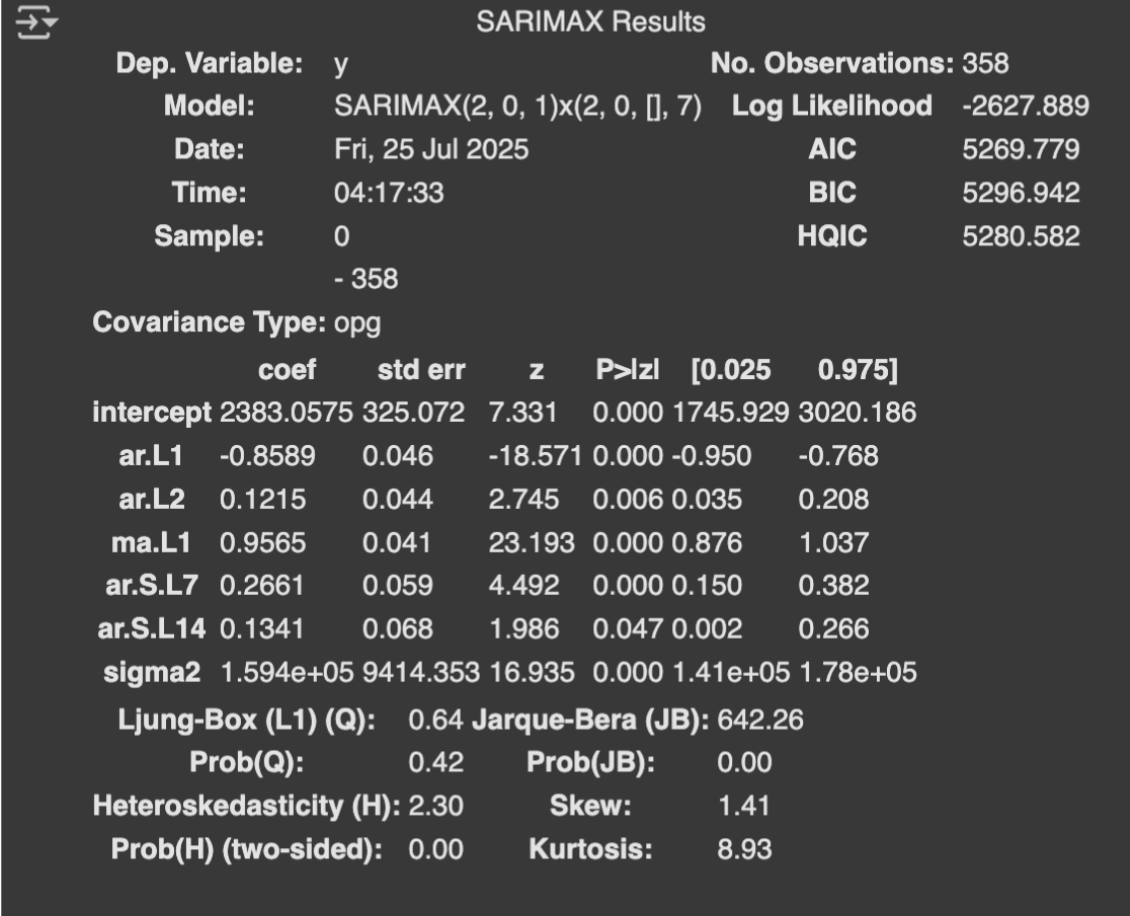 SARIMAX Results
Dep. Variable: y No. Observations: 358
Model: SARIMAX(2, 0, 1)x(2, 0, [], 7) Log Likelihood -2627.889
Date: Fri, 25 Jul 2025 AIC 5269.779
Time: 04:17:33 BIC 5296.942
Sample: 0 HQIC 5280.582
- 358
Covariance Type: opg
coef std err z P>|z| [0.025 0.975]
intercept 2383.0575 325.072 7.331 0.000 1745.929 3020.186
ar.L1 -0.8589 0.046 -18.571 0.000 -0.950 -0.768
ar.L2 0.1215 0.044 2.745 0.006 0.035 0.208
ma.L1 0.9565 0.041 23.193 0.000 0.876 1.037
ar.S.L7 0.2661 0.059 4.492 0.000 0.150 0.382
ar.S.L14 0.1341 0.068 1.986 0.047 0.002 0.266
sigma2 1.594e+05 9414.353 16.935 0.000 1.41e+05 1.78e+05
Ljung-Box (L1) (Q): 0.64 Jarque-Bera (JB): 642.26
Prob(Q): 0.42 Prob(JB): 0.00
Heteroskedasticity (H): 2.30 Skew: 1.41
Prob(H) (two-sided): 0.00 Kurtosis: 8.93